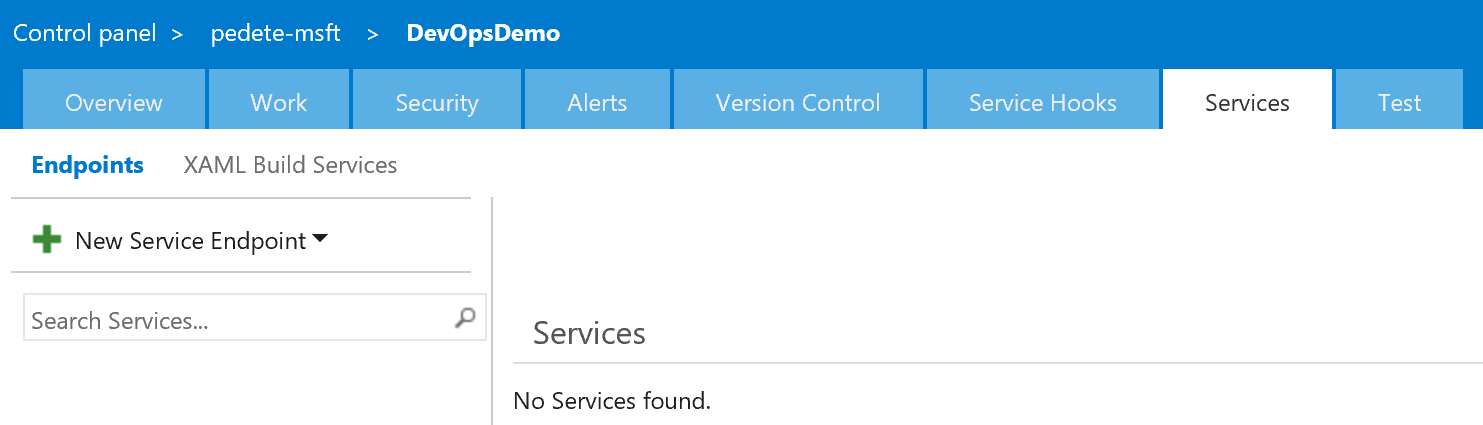 Control panel > pedete-msft > DevOpsDemo
Overview Work Security Alerts Version Control Service Hooks Services Test
Endpoints XAML Build Services
New Service Endpoint
Search Services...
Services
No Services found.